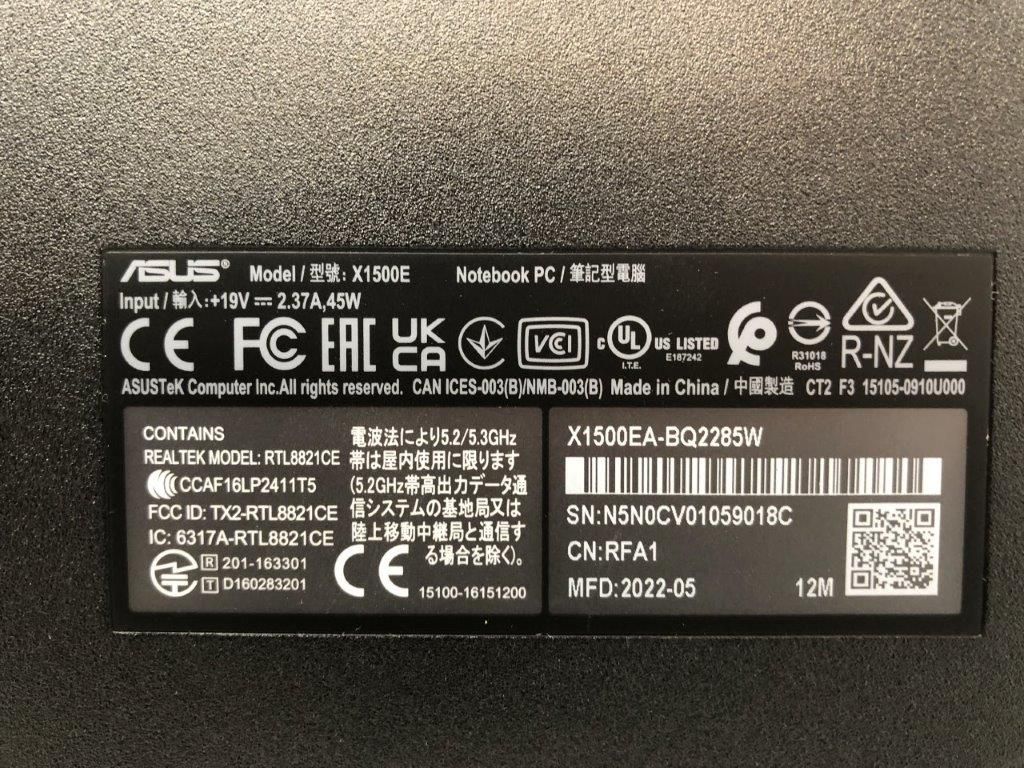 ASUS® Model / 型號: X1500E Notebook PC / 筆記型電腦
Input / 輸入:+19V ⎓ 2.37A,45W
CE FC EAC UK CA VCI c UL US LISTED I.T.E. E187242 R31018 RoHS R-NZ
ASUSTeK Computer Inc.All rights reserved. CAN ICES-003(B)/NMB-003(B) Made in China / 中國製造 CT2 F3 15105-0910U000
CONTAINS
REALTEK MODEL: RTL8821CE
CCAF16LP2411T5
FCC ID: TX2-RTL8821CE
IC: 6317A-RTL8821CE
R 201-163301
T D160283201
電波法により5.2/5.3GHz
帯は屋内使用に限ります
(5.2GHz帯高出力データ通
信システムの基地局又は
陸上移動中継局と通信す
る場合を除く)。
CE 15100-16151200
X1500EA-BQ2285W
SN:N5N0CV01059018C
CN:RFA1
MFD:2022-05 12M